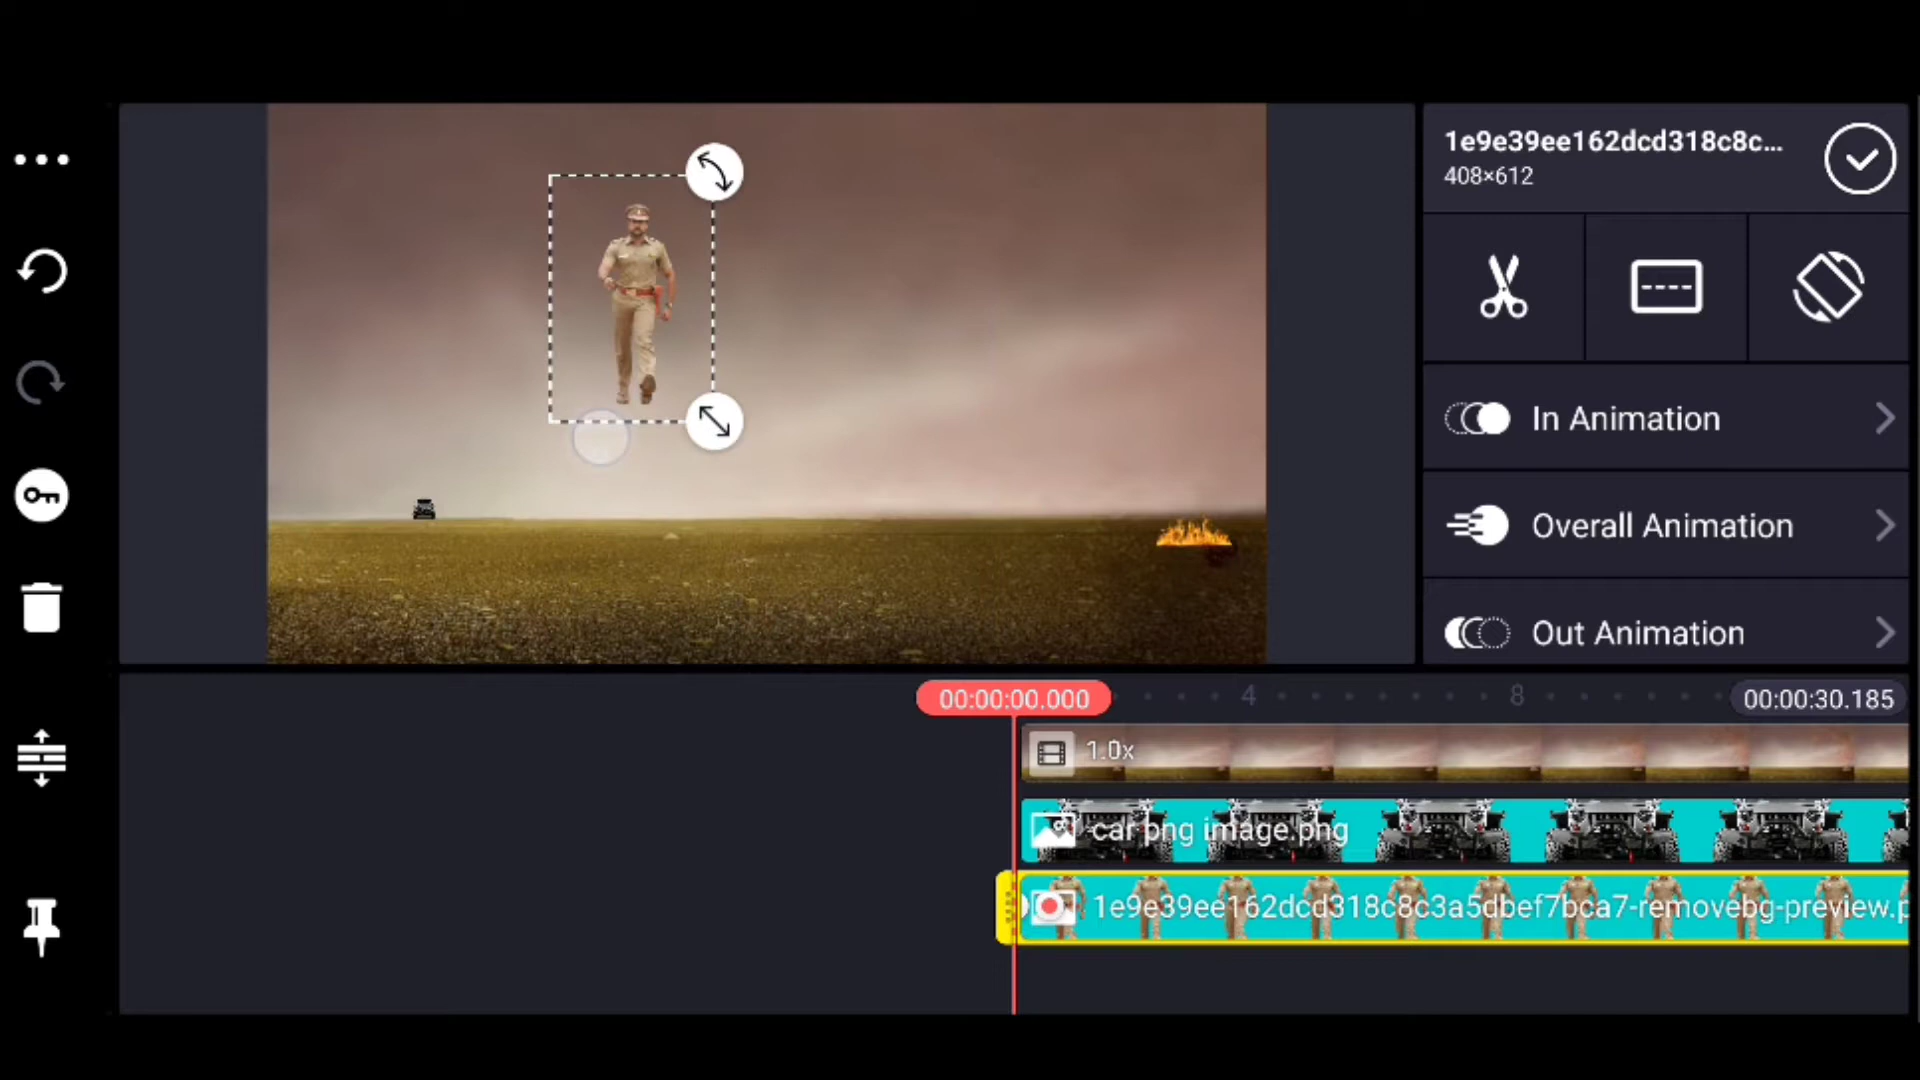 1e9e39ee162dcd318c8c...
408×612
In Animation
Overall Animation
Out Animation
00:00:00.000
4
8
00:00:30.185
1.0x
car png image.png
1e9e39ee162dcd318c8c3a5dbef7bca7-removebg-preview.p